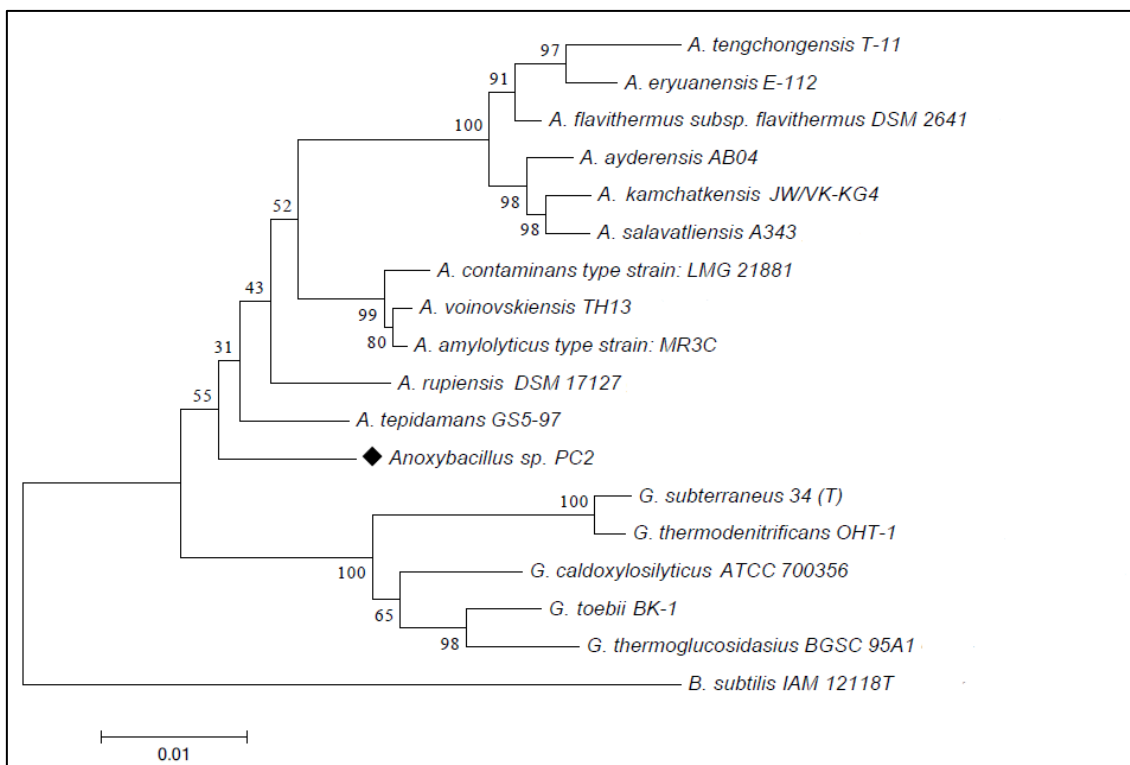 97
A. tengchongensis T-11
A. eryuanensis E-112
91
A. flavithermus subsp. flavithermus DSM 2641
100
A. ayderensis AB04
98
A. kamchatkensis JW/VK-KG4
98
A. salavatliensis A343
52
A. contaminans type strain: LMG 21881
43
99
A. voinovskiensis TH13
80
A. amylolyticus type strain: MR3C
31
A. rupiensis DSM 17127
55
A. tepidamans GS5-97
Anoxybacillus sp. PC2
100
G. subterraneus 34 (T)
G. thermodenitrificans OHT-1
100
G. caldoxylosilyticus ATCC 700356
65
G. toebii BK-1
98
G. thermoglucosidasius BGSC 95A1
B. subtilis IAM 12118T
0.01